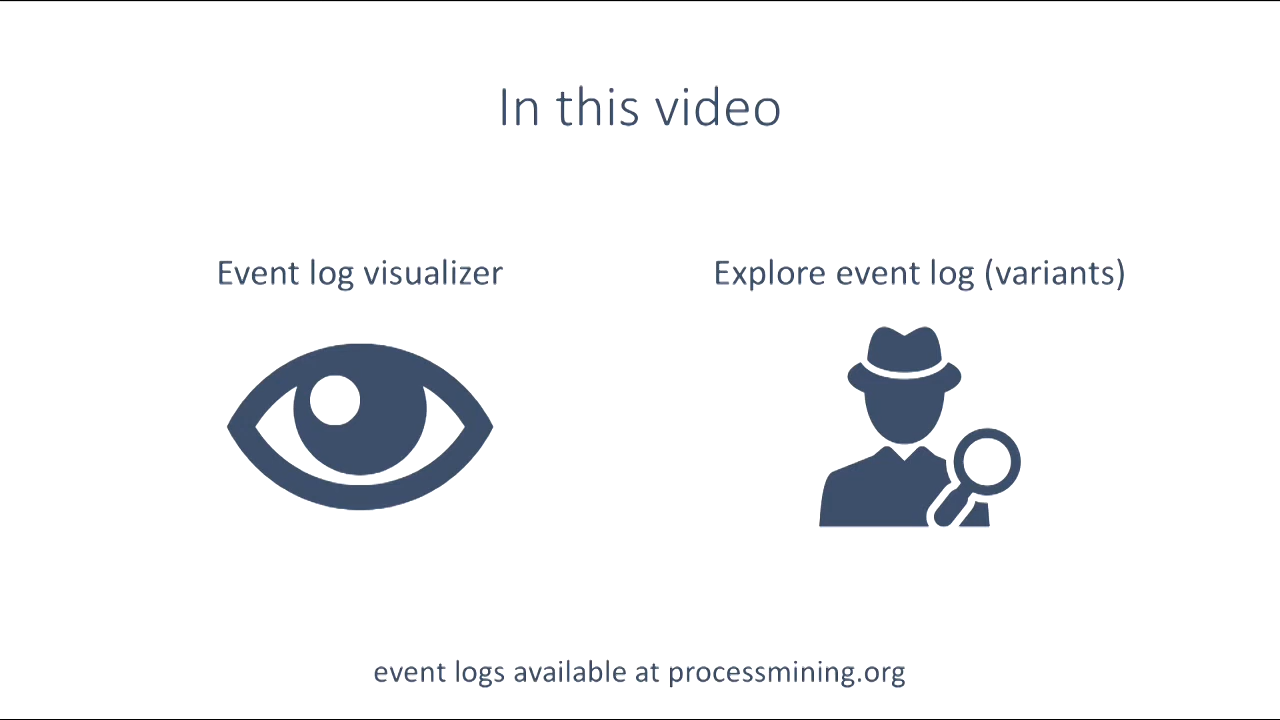 In this video
Event log visualizer
Explore event log (variants)
event logs available at processmining.org